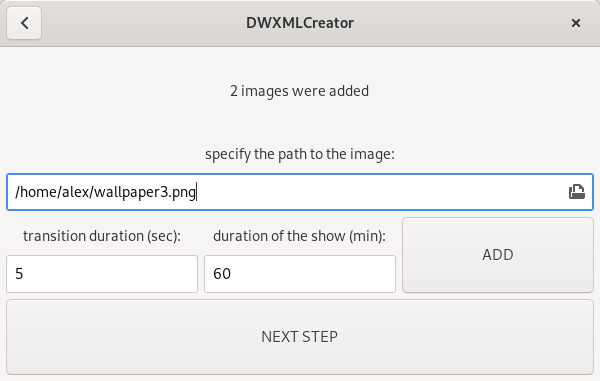 DWXMLCreator
2 images were added
specify the path to the image:
/home/alex/wallpaper3.png
transition duration (sec): duration of the show (min):
5 60
ADD
NEXT STEP